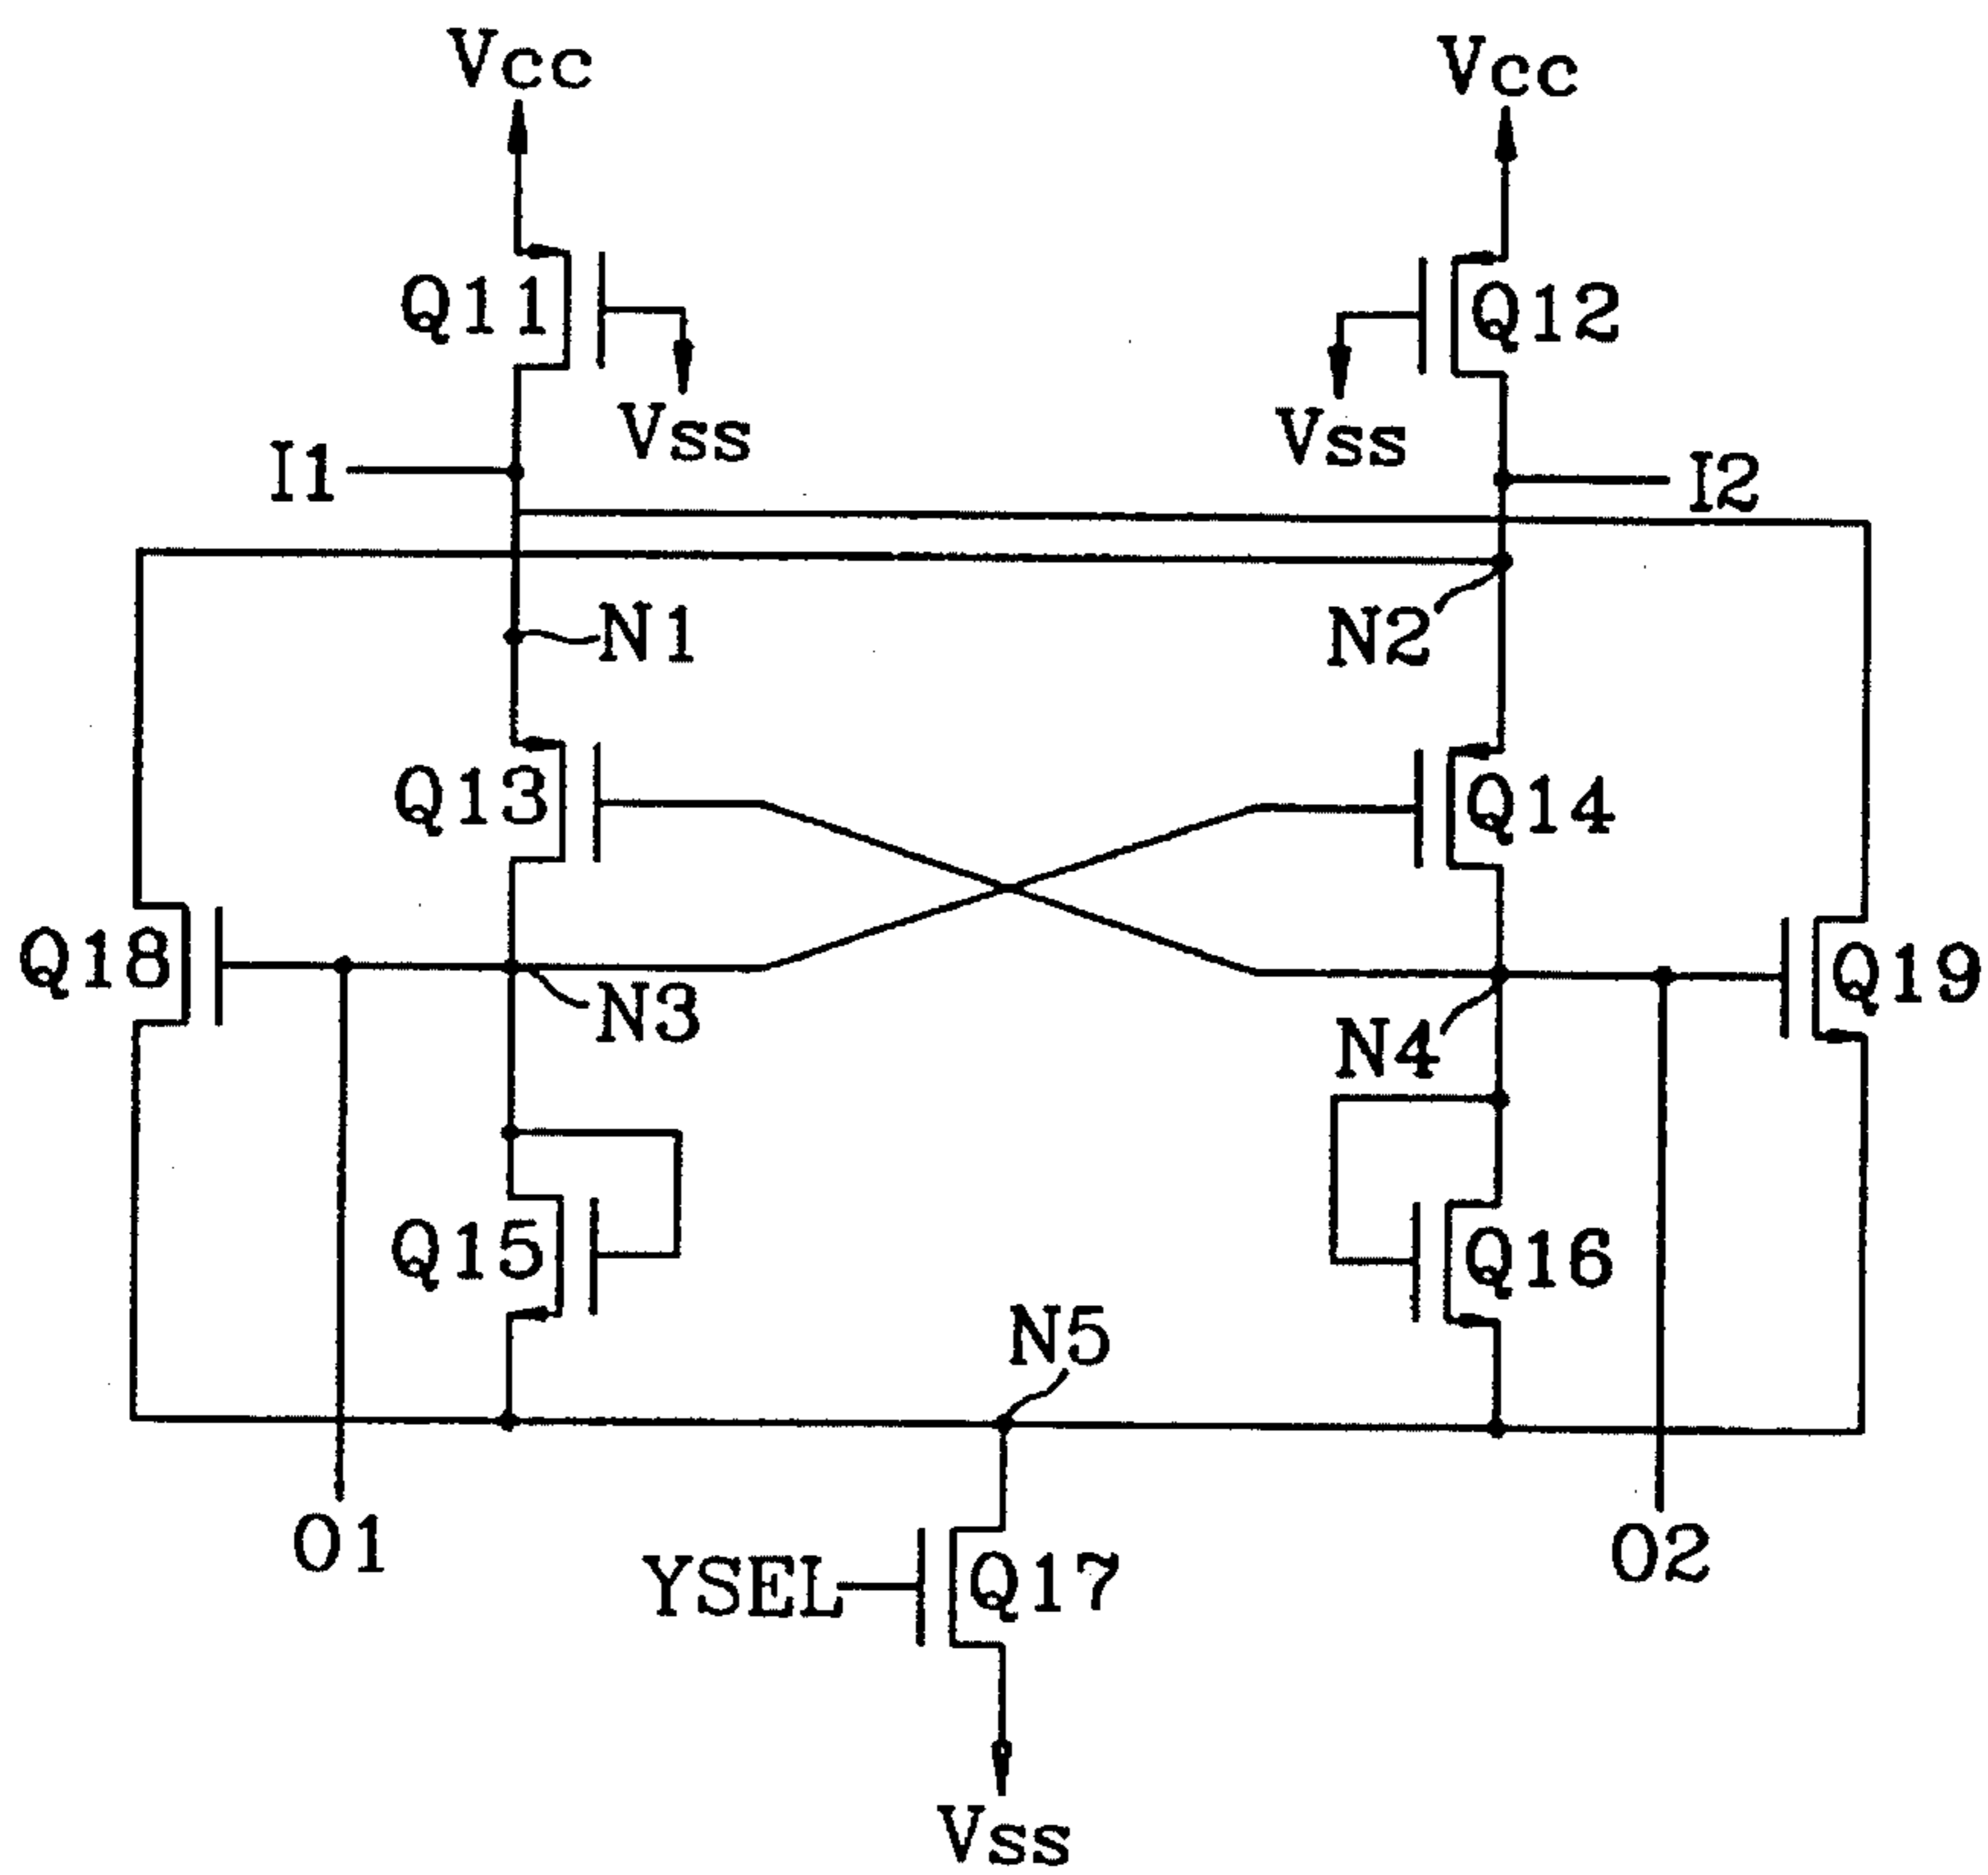 Vcc
Vcc
Q11
Q12
Vss
Vss
I1
I2
N1
N2
Q13
Q14
Q18
Q19
N3
N4
Q15
Q16
N5
O1
YSEL
Q17
O2
Vss